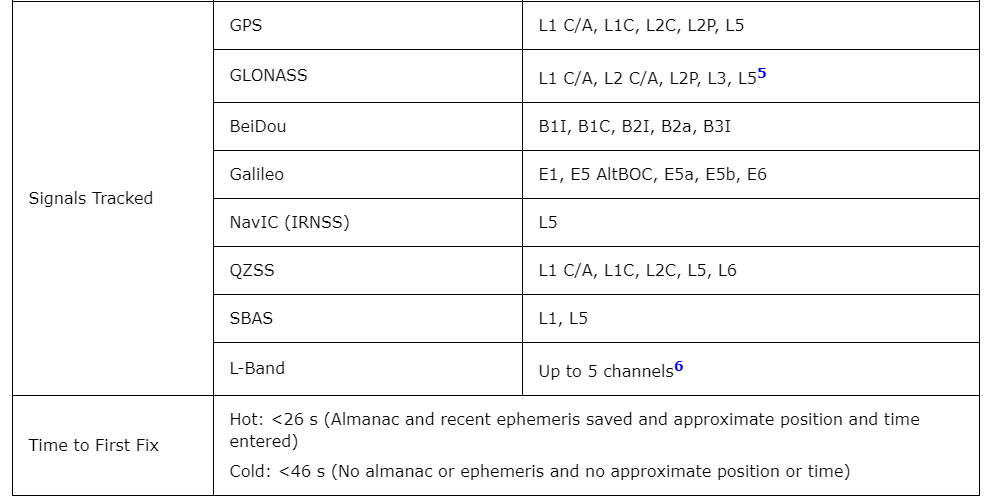 GPS
L1 C/A, L1C, L2C, L2P, L5
GLONASS
L1 C/A, L2 C/A, L2P, L3, L55
BeiDou
B1I, B1C, B2I, B2a, B3I
Signals Tracked
Galileo
E1, E5 AltBOC, E5a, E5b, E6
NavIC (IRNSS)
L5
QZSS
L1 C/A, L1C, L2C, L5, L6
SBAS
L1, L5
L-Band
Up to 5 channels6
Time to First Fix
Hot: <26 s (Almanac and recent ephemeris saved and approximate position and time
entered)
Cold: <46 s (No almanac or ephemeris and no approximate position or time)